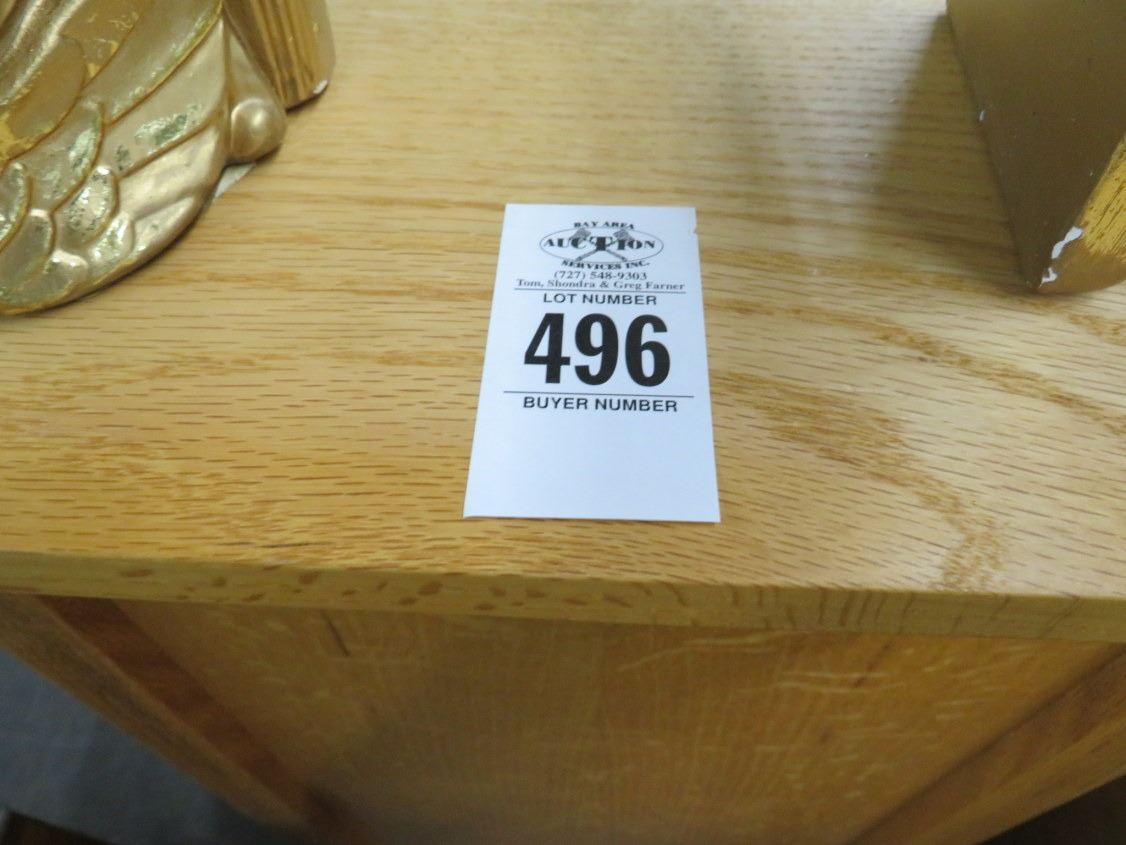 BAY AREA
AUCTION
SERVICES INC.
(727) 548-9303
Tom, Shondra & Greg Farner
LOT NUMBER
496
BUYER NUMBER